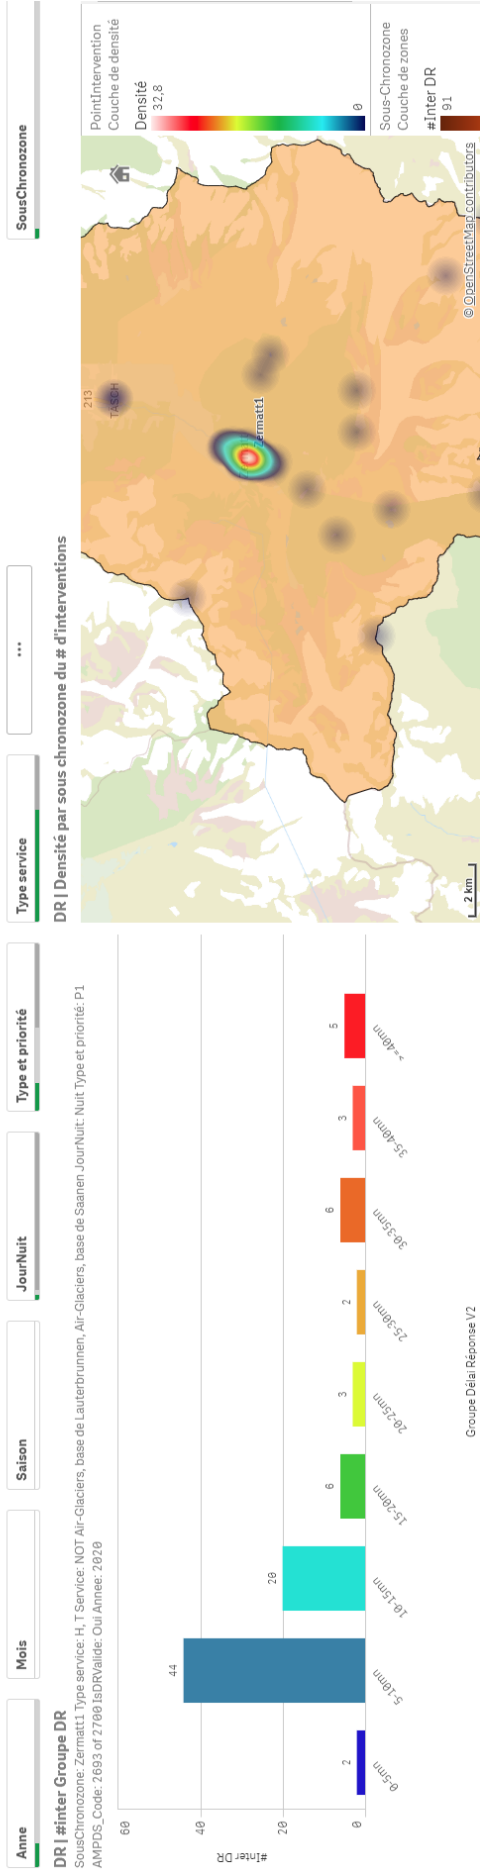 Anne
Mois
Saison
JourNuit
Type et priorité
Type service
...
SousChronozone
DR | #inter Groupe DR
SousChronozone: Zermatt1 Type service: H, T Service: NOT Air-Glaciers, base de Lauterbrunnen, Air-Glaciers, base de Saanen JourNuit: Nuit Type et priorité: P1
AMPDS_Code: 2693 of 2700 IsDRValide: Oui Annee: 2020
#Inter DR
60
40
20
0
2
44
20
6
3
2
6
3
5
0-5mn
5-10mn
10-15mn
15-20mn
20-25mn
25-30mn
30-35mn
35-40mn
>=40mn
Groupe Délai Réponse V2
DR | Densité par sous chronozone du # d'interventions
213
TÄSCH
Zermatt1
2 km
© OpenStreetMap contributors
PointIntervention
Couche de densité
Densité
32,8
0
Sous-Chronozone
Couche de zones
#Inter DR
91